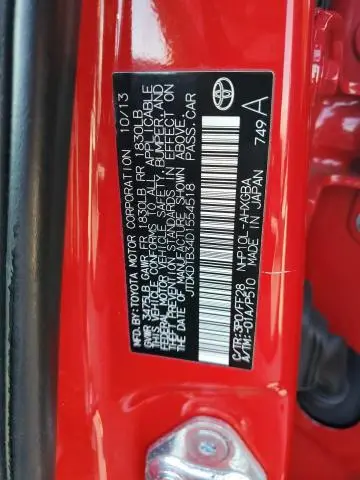 MFD. BY:TOYOTA MOTOR CORPORATION 10/13
GVWR 3475LB GAWR FR 1830LB RR 1830LB
THIS VEHICLE CONFORMS TO ALL APPLICABLE
FEDERAL MOTOR VEHICLE SAFETY, BUMPER, AND
THEFT PREVENTION STANDARDS IN EFFECT ON
THE DATE OF MANUFACTURE SHOWN ABOVE.
JTDKDTB34D1554518 PASS.CAR
C/TR:3P0/FE28 NHP10L-AHXGBA
A/TM:-01A/P510 MADE IN JAPAN
749 A